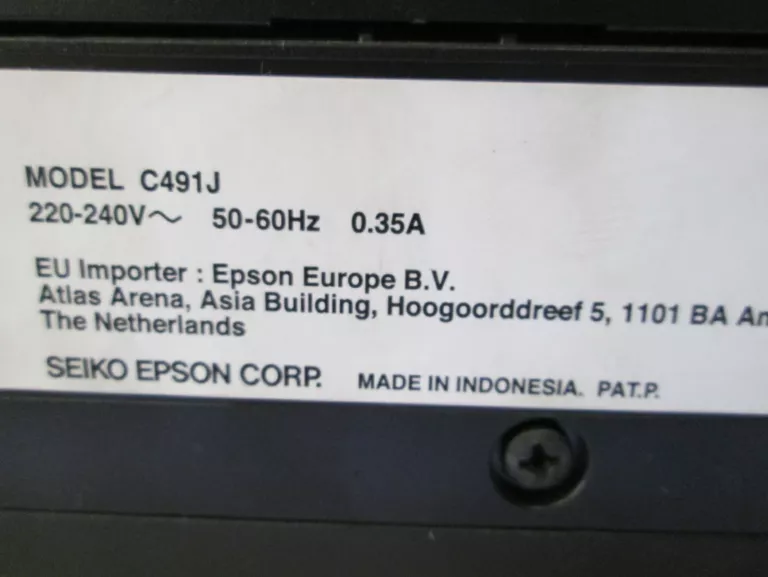 MODEL C491J
220-240V～ 50-60Hz 0.35A
EU Importer : Epson Europe B.V.
Atlas Arena, Asia Building, Hoogoorddreef 5, 1101 BA Am
The Netherlands
SEIKO EPSON CORP. MADE IN INDONESIA. PAT.P.